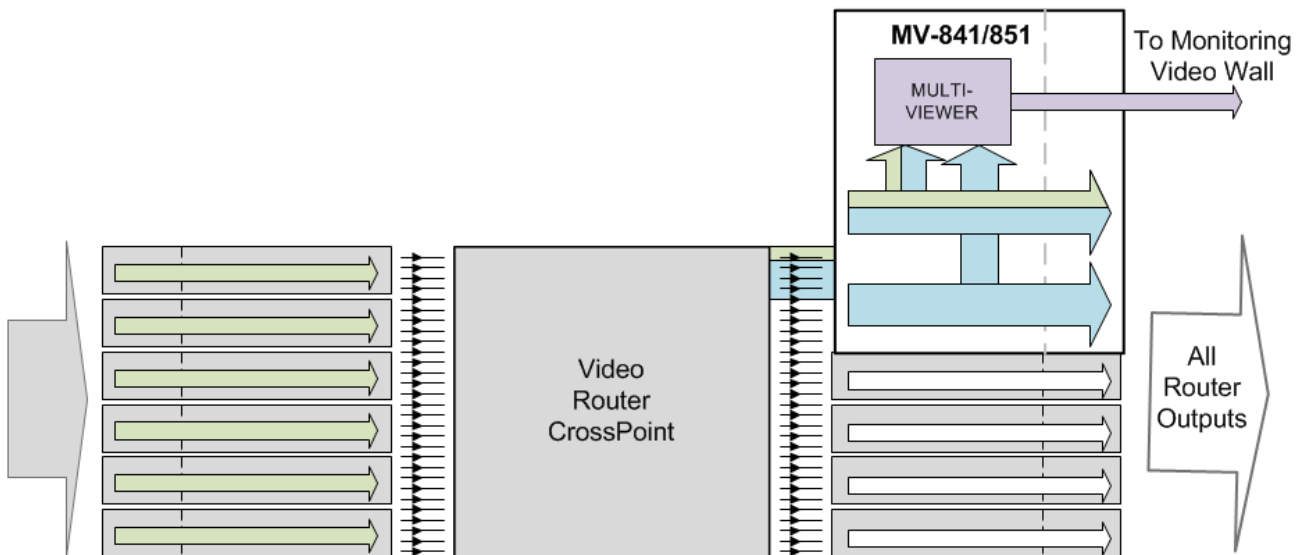 MV-841/851
To Monitoring
Video Wall
MULTI-
VIEWER
Video
Router
CrossPoint
All
Router
Outputs